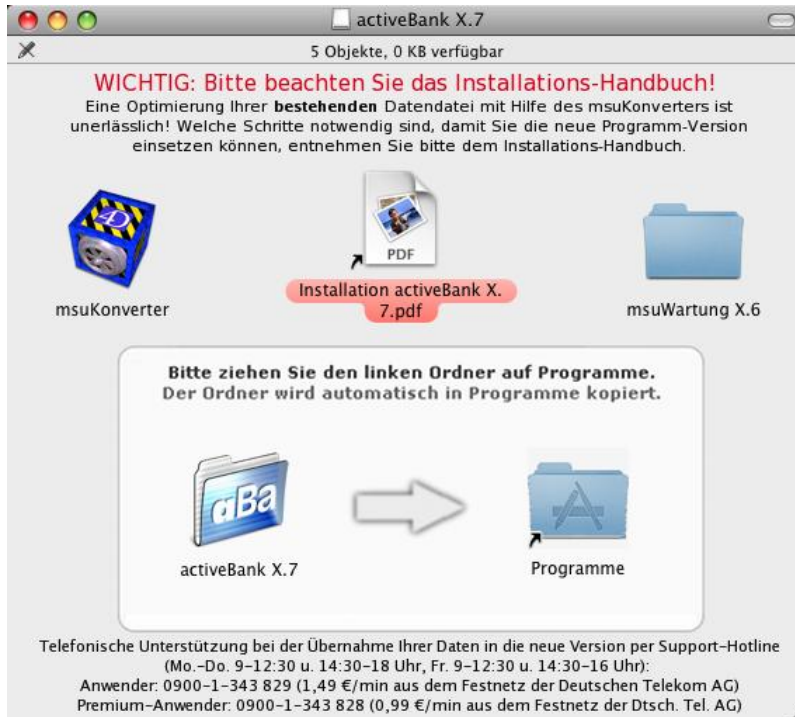 activeBank X.7
5 Objekte, 0 KB verfügbar
WICHTIG: Bitte beachten Sie das Installations-Handbuch!
Eine Optimierung Ihrer bestehenden Datendatei mit Hilfe des msuKonverters ist
unerlässlich! Welche Schritte notwendig sind, damit Sie die neue Programm-Version
einsetzen können, entnehmen Sie bitte dem Installations-Handbuch.
4D
PDF
msuKonverter
Installation activeBank X.
7.pdf
msuWartung X.6
Bitte ziehen Sie den linken Ordner auf Programme.
Der Ordner wird automatisch in Programme kopiert.
aBa
activeBank X.7
Programme
Telefonische Unterstützung bei der Übernahme Ihrer Daten in die neue Version per Support-Hotline
(Mo.-Do. 9-12:30 u. 14:30-18 Uhr, Fr. 9-12:30 u. 14:30-16 Uhr):
Anwender: 0900-1-343 829 (1,49 €/min aus dem Festnetz der Deutschen Telekom AG)
Premium-Anwender: 0900-1-343 828 (0,99 €/min aus dem Festnetz der Dtsch. Tel. AG)